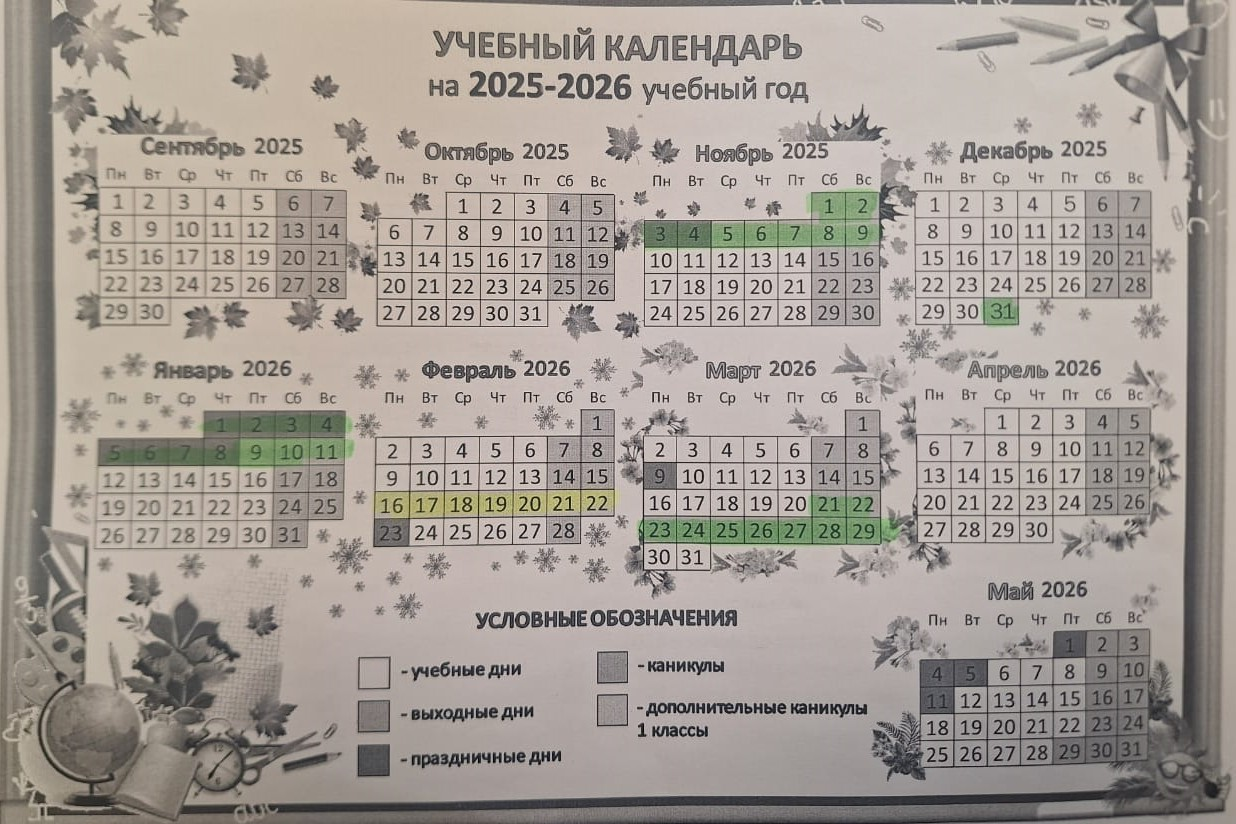 УЧЕБНЫЙ КАЛЕНДАРЬ
на 2025-2026 учебный год
Сентябрь 2025
Пн Вт Ср Чт Пт Сб Вс
1 2 3 4 5 6 7
8 9 10 11 12 13 14
15 16 17 18 19 20 21
22 23 24 25 26 27 28
29 30
Октябрь 2025
Пн Вт Ср Чт Пт Сб Вс
1 2 3 4 5
6 7 8 9 10 11 12
13 14 15 16 17 18 19
20 21 22 23 24 25 26
27 28 29 30 31
Ноябрь 2025
Пн Вт Ср Чт Пт Сб Вс
1 2
3 4 5 6 7 8 9
10 11 12 13 14 15 16
17 18 19 20 21 22 23
24 25 26 27 28 29 30
Декабрь 2025
Пн Вт Ср Чт Пт Сб Вс
1 2 3 4 5 6 7
8 9 10 11 12 13 14
15 16 17 18 19 20 21
22 23 24 25 26 27 28
29 30 31
Январь 2026
Пн Вт Ср Чт Пт Сб Вс
1 2 3 4
5 6 7 8 9 10 11
12 13 14 15 16 17 18
19 20 21 22 23 24 25
26 27 28 29 30 31
Февраль 2026
Пн Вт Ср Чт Пт Сб Вс
1
2 3 4 5 6 7 8
9 10 11 12 13 14 15
16 17 18 19 20 21 22
23 24 25 26 27 28
Март 2026
Пн Вт Ср Чт Пт Сб Вс
1
2 3 4 5 6 7 8
9 10 11 12 13 14 15
16 17 18 19 20 21 22
23 24 25 26 27 28 29
30 31
Апрель 2026
Пн Вт Ср Чт Пт Сб Вс
1 2 3 4 5
6 7 8 9 10 11 12
13 14 15 16 17 18 19
20 21 22 23 24 25 26
27 28 29 30
Май 2026
Пн Вт Ср Чт Пт Сб Вс
1 2 3
4 5 6 7 8 9 10
11 12 13 14 15 16 17
18 19 20 21 22 23 24
25 26 27 28 29 30 31
УСЛОВНЫЕ ОБОЗНАЧЕНИЯ
- учебные дни
- выходные дни
- праздничные дни
- каникулы
- дополнительные каникулы
1 классы